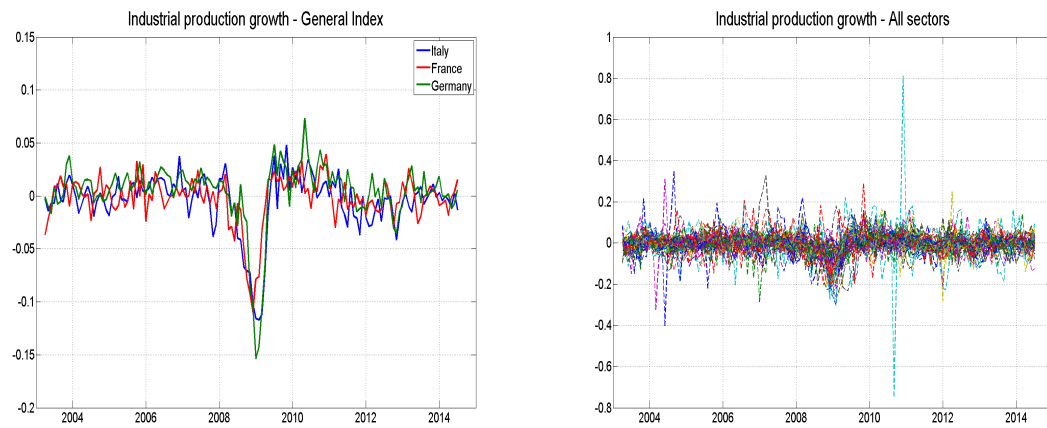 Industrial production growth - General Index
0.15
0.1
0.05
0
-0.05
-0.1
-0.15
-0.2
2004 2006 2008 2010 2012 2014
Italy
France
Germany
Industrial production growth - All sectors
1
0.8
0.6
0.4
0.2
0
-0.2
-0.4
-0.6
-0.8
2004 2006 2008 2010 2012 2014